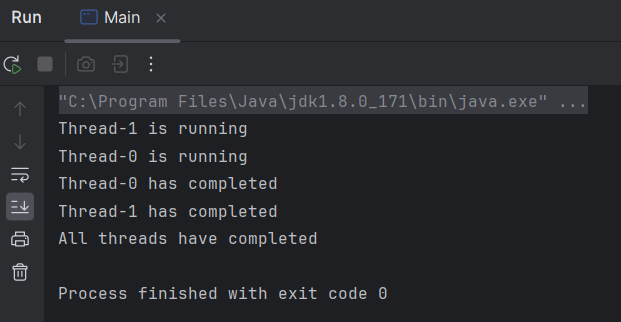 Run
Main
"C:\Program Files\Java\jdk1.8.0_171\bin\java.exe" ...
Thread-1 is running
Thread-0 is running
Thread-0 has completed
Thread-1 has completed
All threads have completed
Process finished with exit code 0